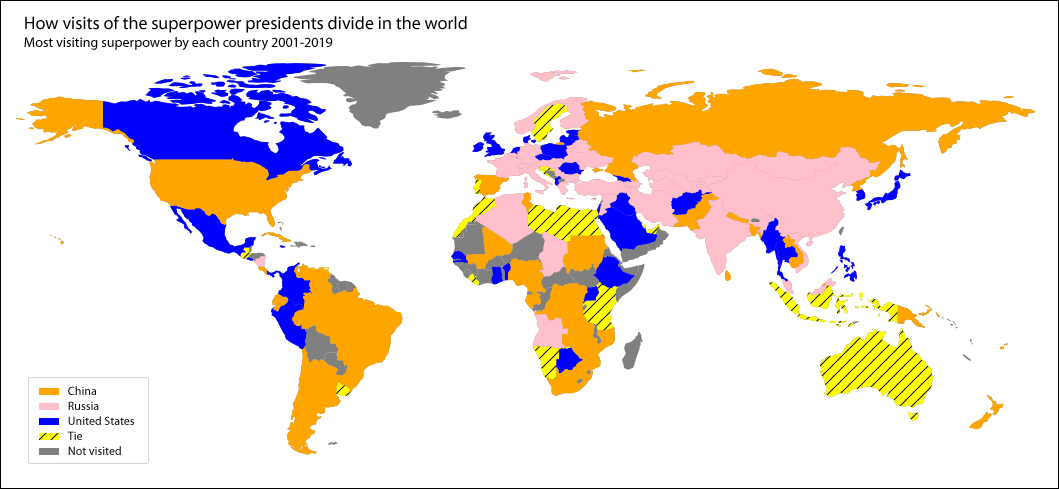 How visits of the superpower presidents divide in the world
Most visiting superpower by each country 2001-2019
China
Russia
United States
Tie
Not visited